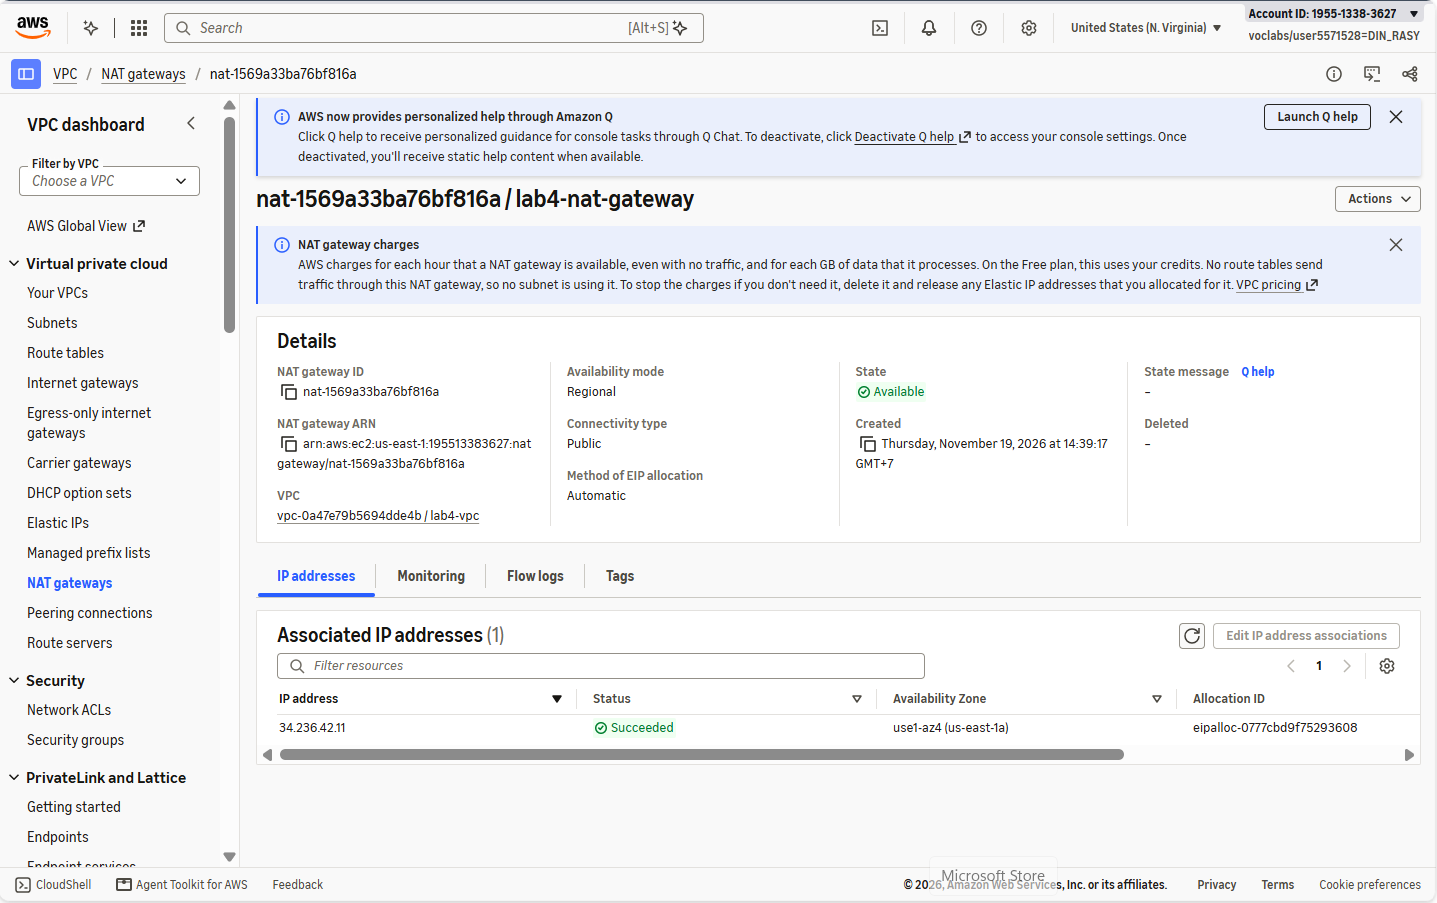 aws
Search
[Alt+S]
United States (N. Virginia)
Account ID: 1955-1338-3627
voclabs/user5571528=DIN_RASY
VPC / NAT gateways / nat-1569a33ba76bf816a
VPC dashboard
Filter by VPC
Choose a VPC
AWS Global View
Virtual private cloud
Your VPCs
Subnets
Route tables
Internet gateways
Egress-only internet
gateways
Carrier gateways
DHCP option sets
Elastic IPs
Managed prefix lists
NAT gateways
Peering connections
Route servers
Security
Network ACLs
Security groups
PrivateLink and Lattice
Getting started
Endpoints
Endpoint services
AWS now provides personalized help through Amazon Q
Click Q help to receive personalized guidance for console tasks through Q Chat. To deactivate, click Deactivate Q help to access your console settings. Once
deactivated, you'll receive static help content when available.
Launch Q help
nat-1569a33ba76bf816a / lab4-nat-gateway
Actions
NAT gateway charges
AWS charges for each hour that a NAT gateway is available, even with no traffic, and for each GB of data that it processes. On the Free plan, this uses your credits. No route tables send
traffic through this NAT gateway, so no subnet is using it. To stop the charges if you don't need it, delete it and release any Elastic IP addresses that you allocated for it. VPC pricing
Details
NAT gateway ID
nat-1569a33ba76bf816a
NAT gateway ARN
arn:aws:ec2:us-east-1:195513383627:nat
gateway/nat-1569a33ba76bf816a
VPC
vpc-0a47e79b5694dde4b / lab4-vpc
Availability mode
Regional
Connectivity type
Public
Method of EIP allocation
Automatic
State
Available
Created
Thursday, November 19, 2026 at 14:39:17
GMT+7
State message Q help
–
Deleted
–
IP addresses
Monitoring
Flow logs
Tags
Associated IP addresses (1)
Edit IP address associations
Filter resources
1
IP address Status Availability Zone Allocation ID
34.236.42.11 Succeeded use1-az4 (us-east-1a) eipalloc-0777cbd9f75293608
CloudShell
Agent Toolkit for AWS
Feedback
Microsoft Store
© 2026, Amazon Web Services, Inc. or its affiliates.
Privacy
Terms
Cookie preferences